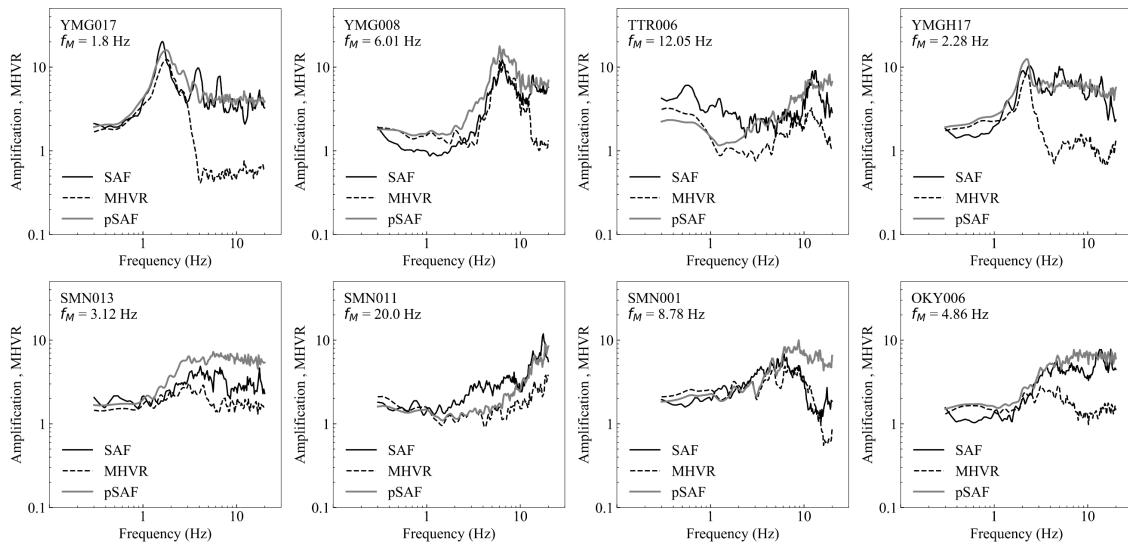 YMG017
f_M = 1.8 Hz
Amplification , MHVR
10
1
0.1
SAF
MHVR
pSAF
1
10
Frequency (Hz)
YMG008
f_M = 6.01 Hz
Amplification , MHVR
10
1
0.1
SAF
MHVR
pSAF
1
10
Frequency (Hz)
TTR006
f_M = 12.05 Hz
Amplification , MHVR
10
1
0.1
SAF
MHVR
pSAF
1
10
Frequency (Hz)
YMGH17
f_M = 2.28 Hz
Amplification , MHVR
10
1
0.1
SAF
MHVR
pSAF
1
10
Frequency (Hz)
SMN013
f_M = 3.12 Hz
Amplification , MHVR
10
1
0.1
SAF
MHVR
pSAF
1
10
Frequency (Hz)
SMN011
f_M = 20.0 Hz
Amplification , MHVR
10
1
0.1
SAF
MHVR
pSAF
1
10
Frequency (Hz)
SMN001
f_M = 8.78 Hz
Amplification , MHVR
10
1
0.1
SAF
MHVR
pSAF
1
10
Frequency (Hz)
OKY006
f_M = 4.86 Hz
Amplification , MHVR
10
1
0.1
SAF
MHVR
pSAF
1
10
Frequency (Hz)